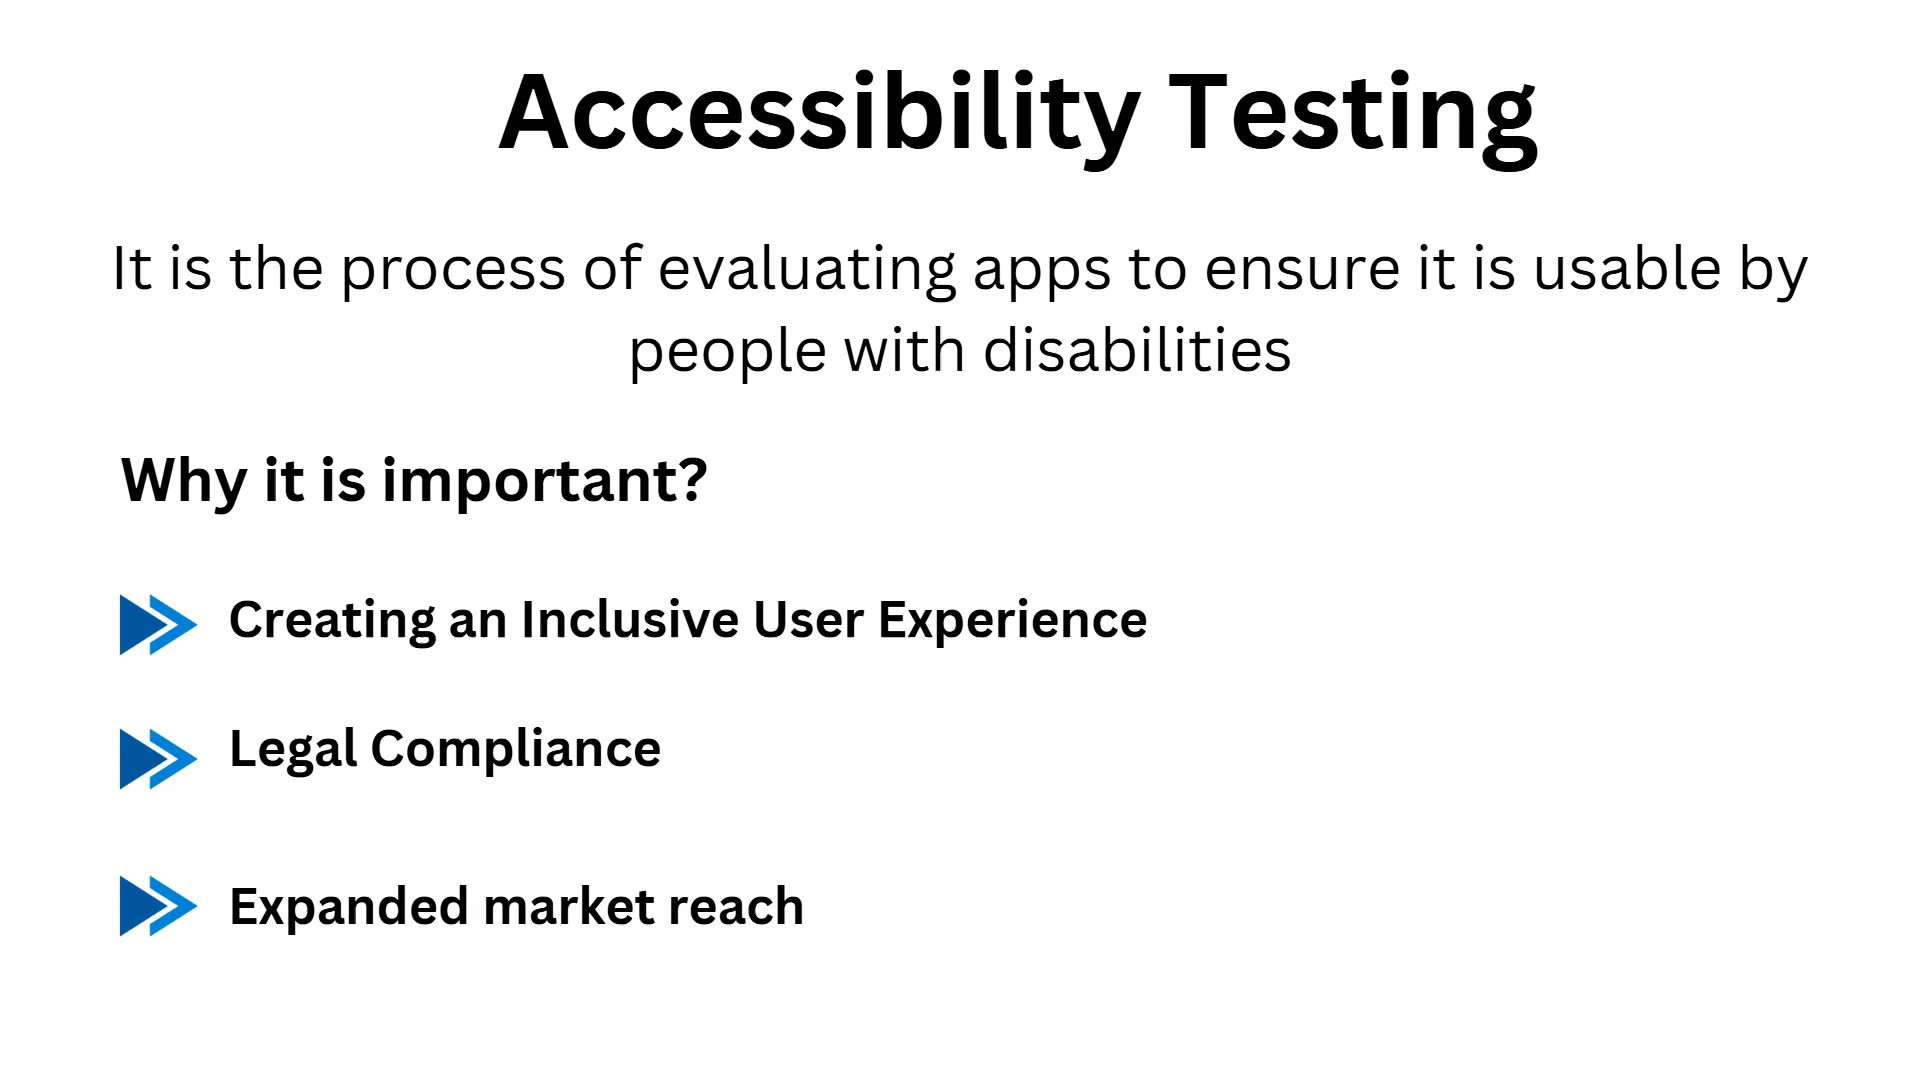 Accessibility Testing
It is the process of evaluating apps to ensure it is usable by
people with disabilities
Why it is important?
Creating an Inclusive User Experience
Legal Compliance
Expanded market reach